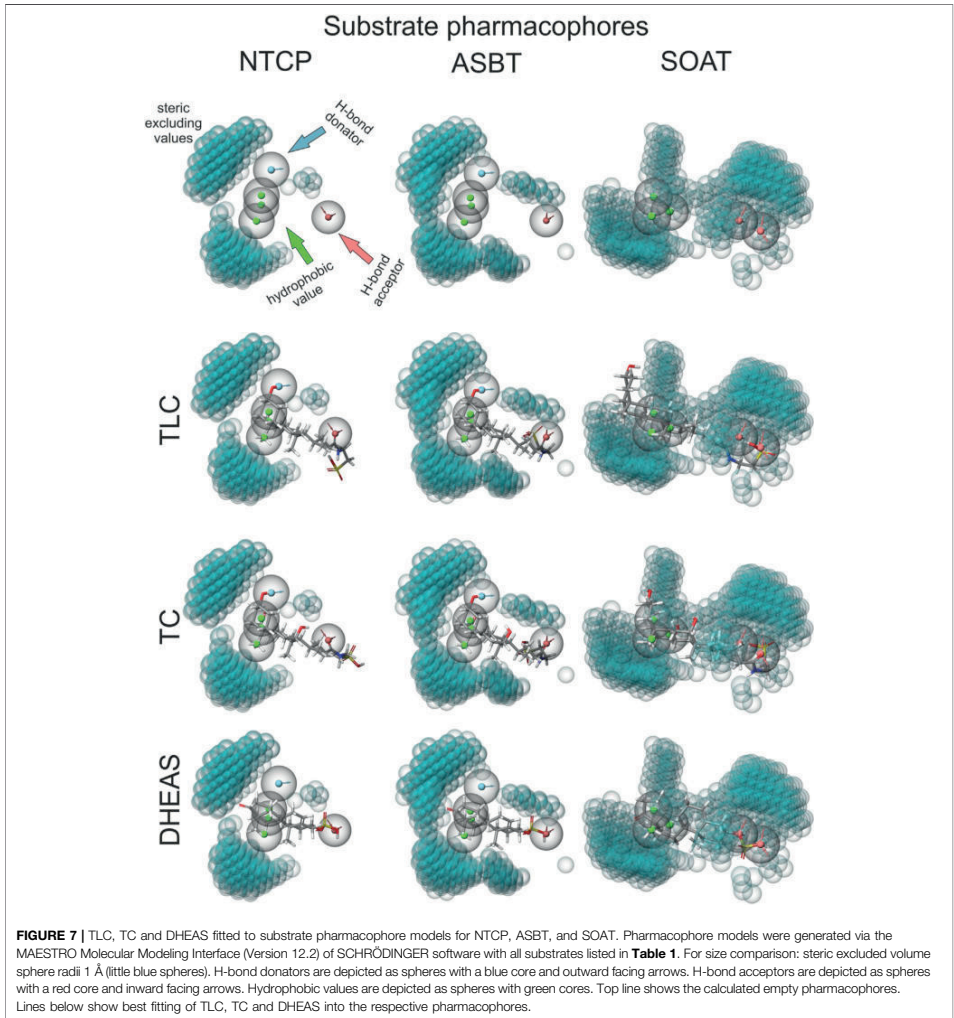 Substrate pharmacophores
NTCP
ASBT
SOAT
steric
excluding
values
H-bond
donator
hydrophobic
value
H-bond
acceptor
TLC
TC
DHEAS
FIGURE 7 | TLC, TC and DHEAS fitted to substrate pharmacophore models for NTCP, ASBT, and SOAT. Pharmacophore models were generated via the
MAESTRO Molecular Modeling Interface (Version 12.2) of SCHRÖDINGER software with all substrates listed in Table 1. For size comparison: steric excluded volume
sphere radii 1 Å (little blue spheres). H-bond donators are depicted as spheres with a blue core and outward facing arrows. H-bond acceptors are depicted as spheres
with a red core and inward facing arrows. Hydrophobic values are depicted as spheres with green cores. Top line shows the calculated empty pharmacophores.
Lines below show best fitting of TLC, TC and DHEAS into the respective pharmacophores.